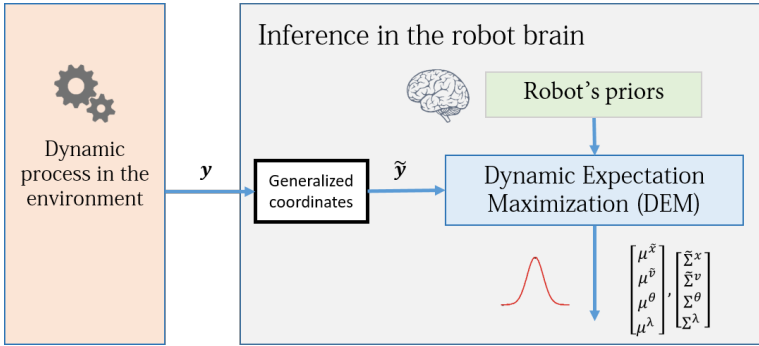 Inference in the robot brain
Robot's priors
Dynamic
process in the
environment
y
Generalized
coordinates
ỹ
Dynamic Expectation
Maximization (DEM)
μ^x̃
μ^ṽ
μ^θ
μ^λ
,
Σ̃^x
Σ̃^v
Σ^θ
Σ^λ